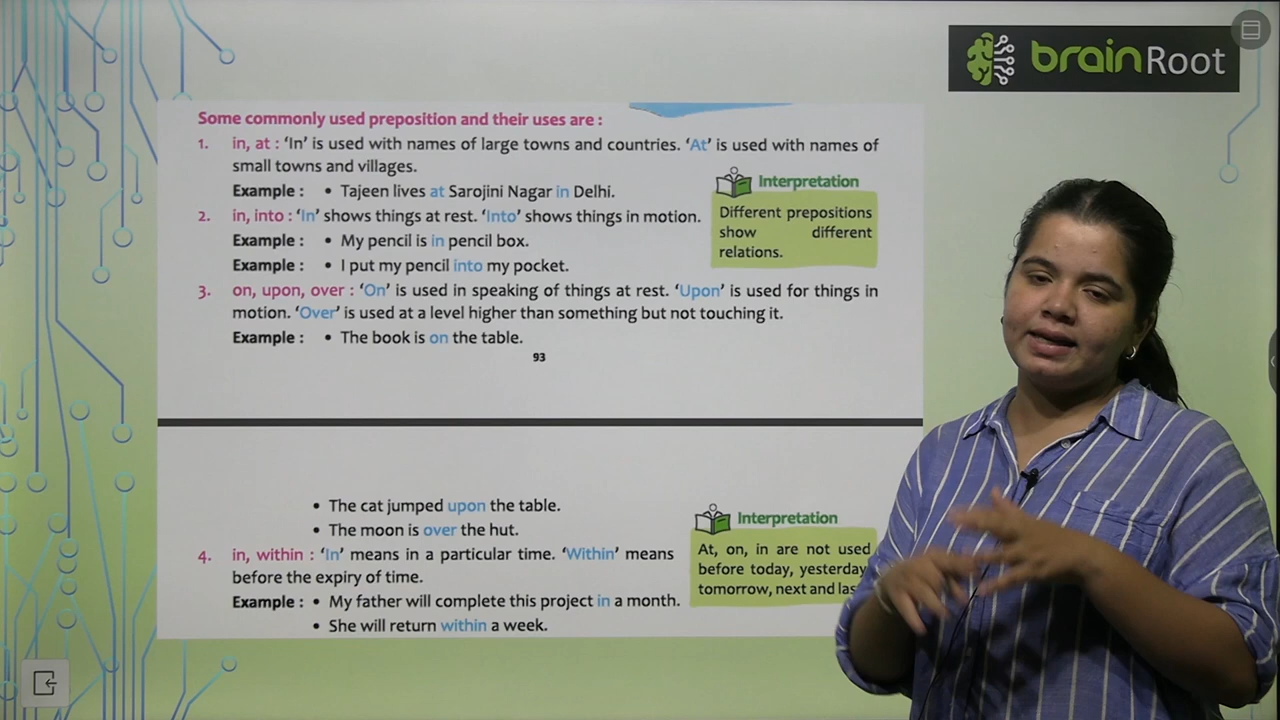 brainRoot
Some commonly used preposition and their uses are :
1. in, at : ‘In’ is used with names of large towns and countries. ‘At’ is used with names of
small towns and villages.
Example : • Tajeen lives at Sarojini Nagar in Delhi.
2. in, into : ‘In’ shows things at rest. ‘Into’ shows things in motion.
Example : • My pencil is in pencil box.
Example : • I put my pencil into my pocket.
Interpretation
Different prepositions
show different
relations.
3. on, upon, over : ‘On’ is used in speaking of things at rest. ‘Upon’ is used for things in
motion. ‘Over’ is used at a level higher than something but not touching it.
Example : • The book is on the table.
93
• The cat jumped upon the table.
• The moon is over the hut.
4. in, within : ‘In’ means in a particular time. ‘Within’ means
before the expiry of time.
Example : • My father will complete this project in a month.
• She will return within a week.
Interpretation
At, on, in are not used
before today, yesterday
tomorrow, next and